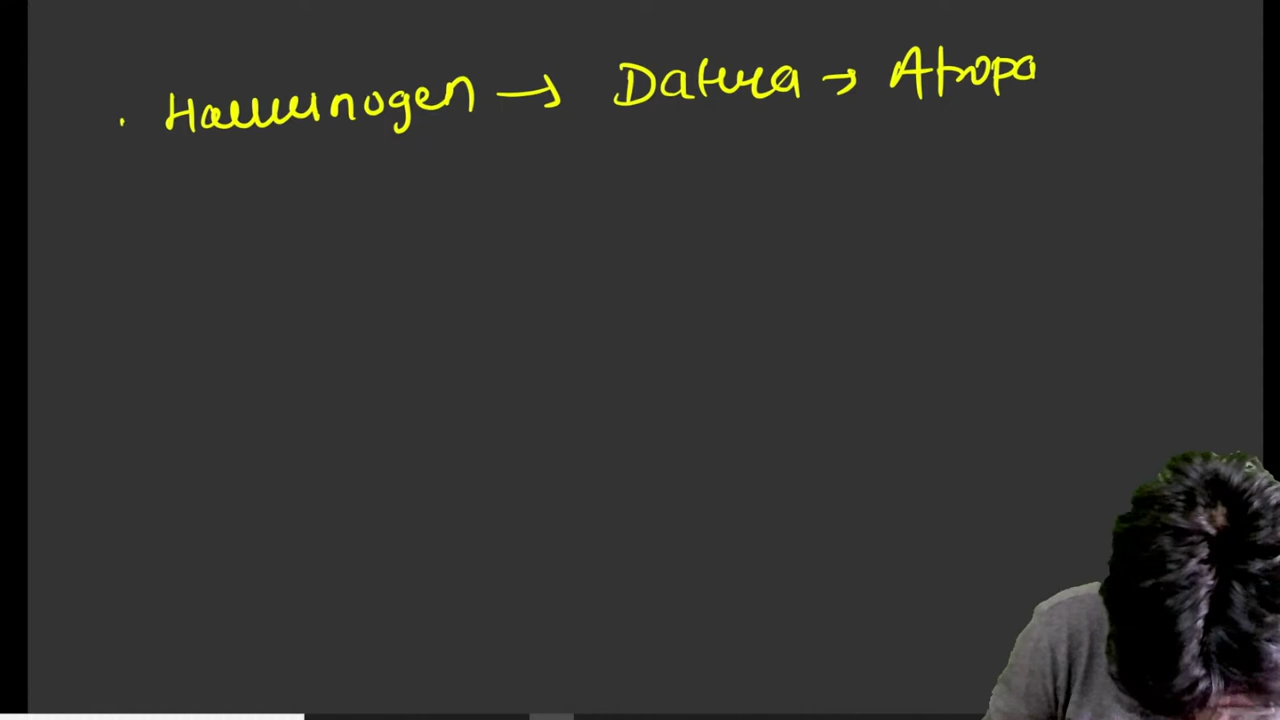 . Hallucinogen → Datura → Atropa